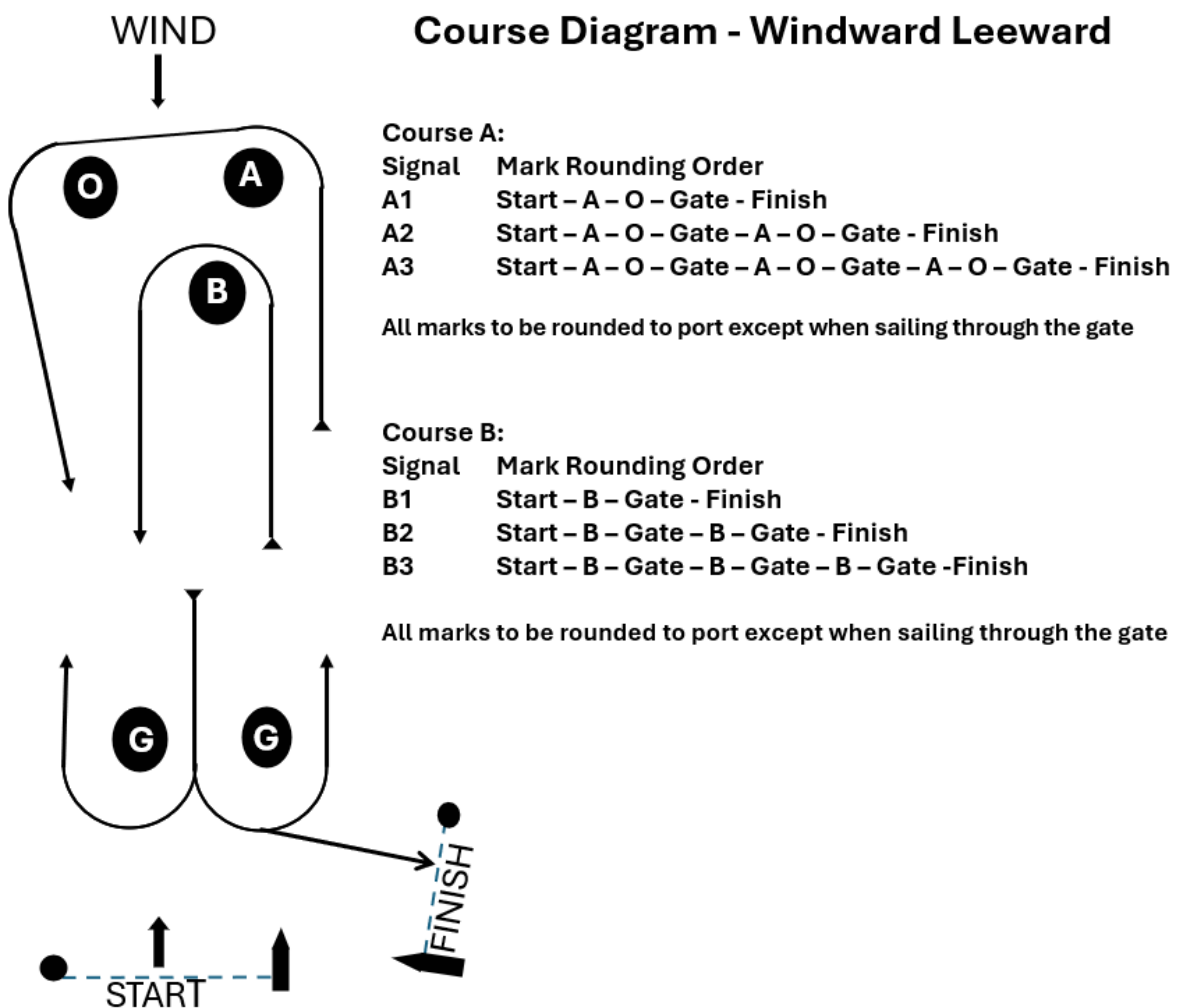 WIND
Course Diagram - Windward Leeward
Course A:
Signal Mark Rounding Order
A1 Start – A – O – Gate - Finish
A2 Start – A – O – Gate – A – O – Gate - Finish
A3 Start – A – O – Gate – A – O – Gate – A – O – Gate - Finish
All marks to be rounded to port except when sailing through the gate
O
A
B
Course B:
Signal Mark Rounding Order
B1 Start – B – Gate - Finish
B2 Start – B – Gate – B – Gate - Finish
B3 Start – B – Gate – B – Gate – B – Gate -Finish
All marks to be rounded to port except when sailing through the gate
G
G
FINISH
START